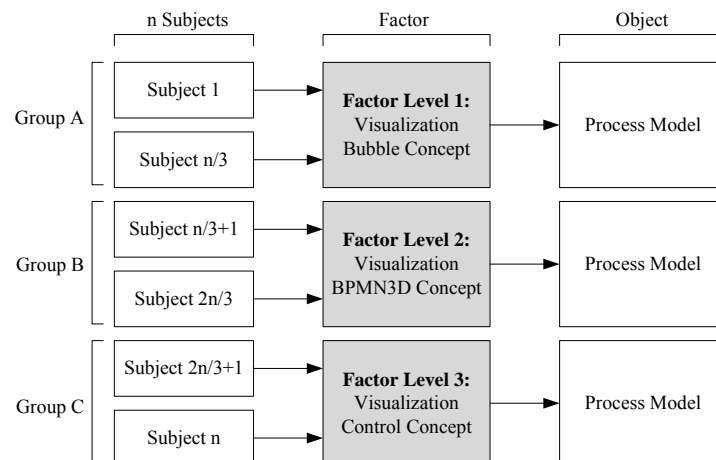 n Subjects
Factor
Object
Group A
Subject 1
Subject n/3
Factor Level 1:
Visualization
Bubble Concept
Process Model
Group B
Subject n/3+1
Subject 2n/3
Factor Level 2:
Visualization
BPMN3D Concept
Process Model
Group C
Subject 2n/3+1
Subject n
Factor Level 3:
Visualization
Control Concept
Process Model